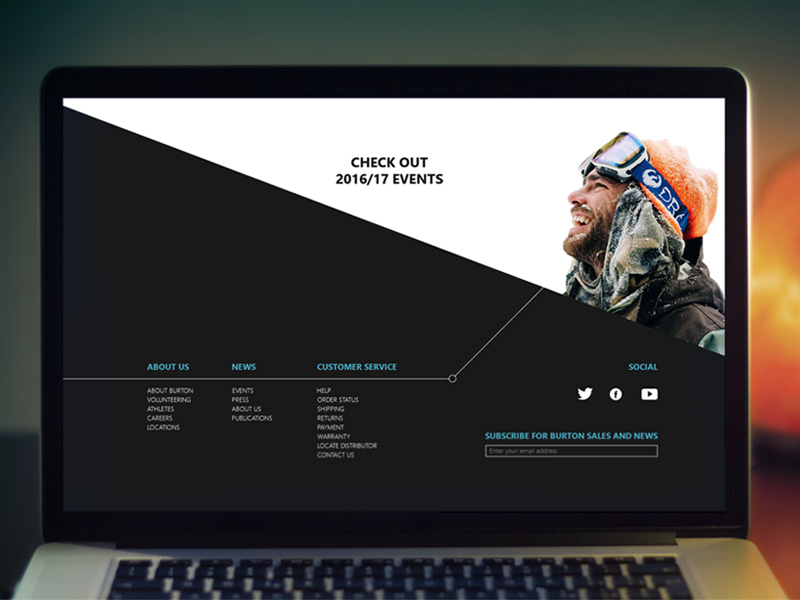 CHECK OUT
2016/17 EVENTS
DRA
ABOUT US
ABOUT BURTON
VOLUNTEERING
ATHLETES
CAREERS
LOCATIONS
NEWS
EVENTS
PRESS
ABOUT US
PUBLICATIONS
CUSTOMER SERVICE
HELP
ORDER STATUS
SHIPPING
RETURNS
PAYMENT
WARRANTY
LOCATE DISTRIBUTOR
CONTACT US
SOCIAL
SUBSCRIBE FOR BURTON SALES AND NEWS
Enter your email address